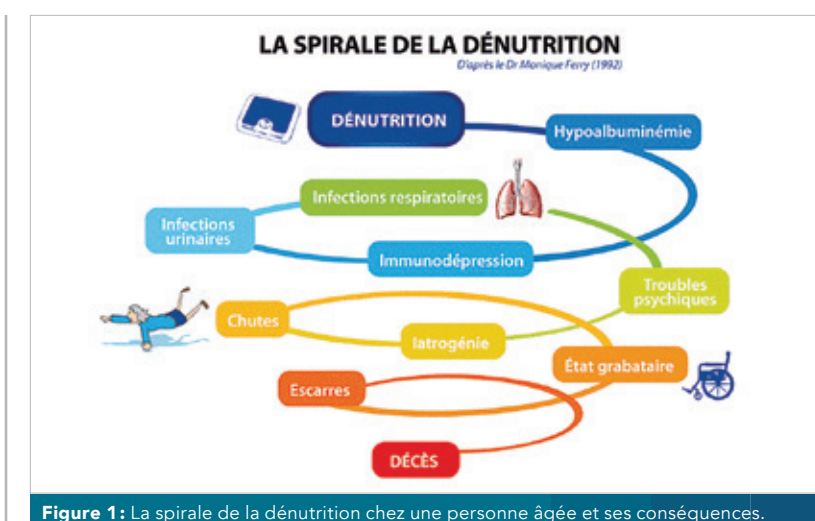 LA SPIRALE DE LA DÉNUTRITION
D'après le Dr Monique Ferry (1992)
DÉNUTRITION
Hypoalbuminémie
Immunodépression
Infections
urinaires
Infections respiratoires
Troubles
psychiques
Iatrogénie
Chutes
État grabataire
Escarres
DÉCÈS
Figure 1 : La spirale de la dénutrition chez une personne âgée et ses conséquences.